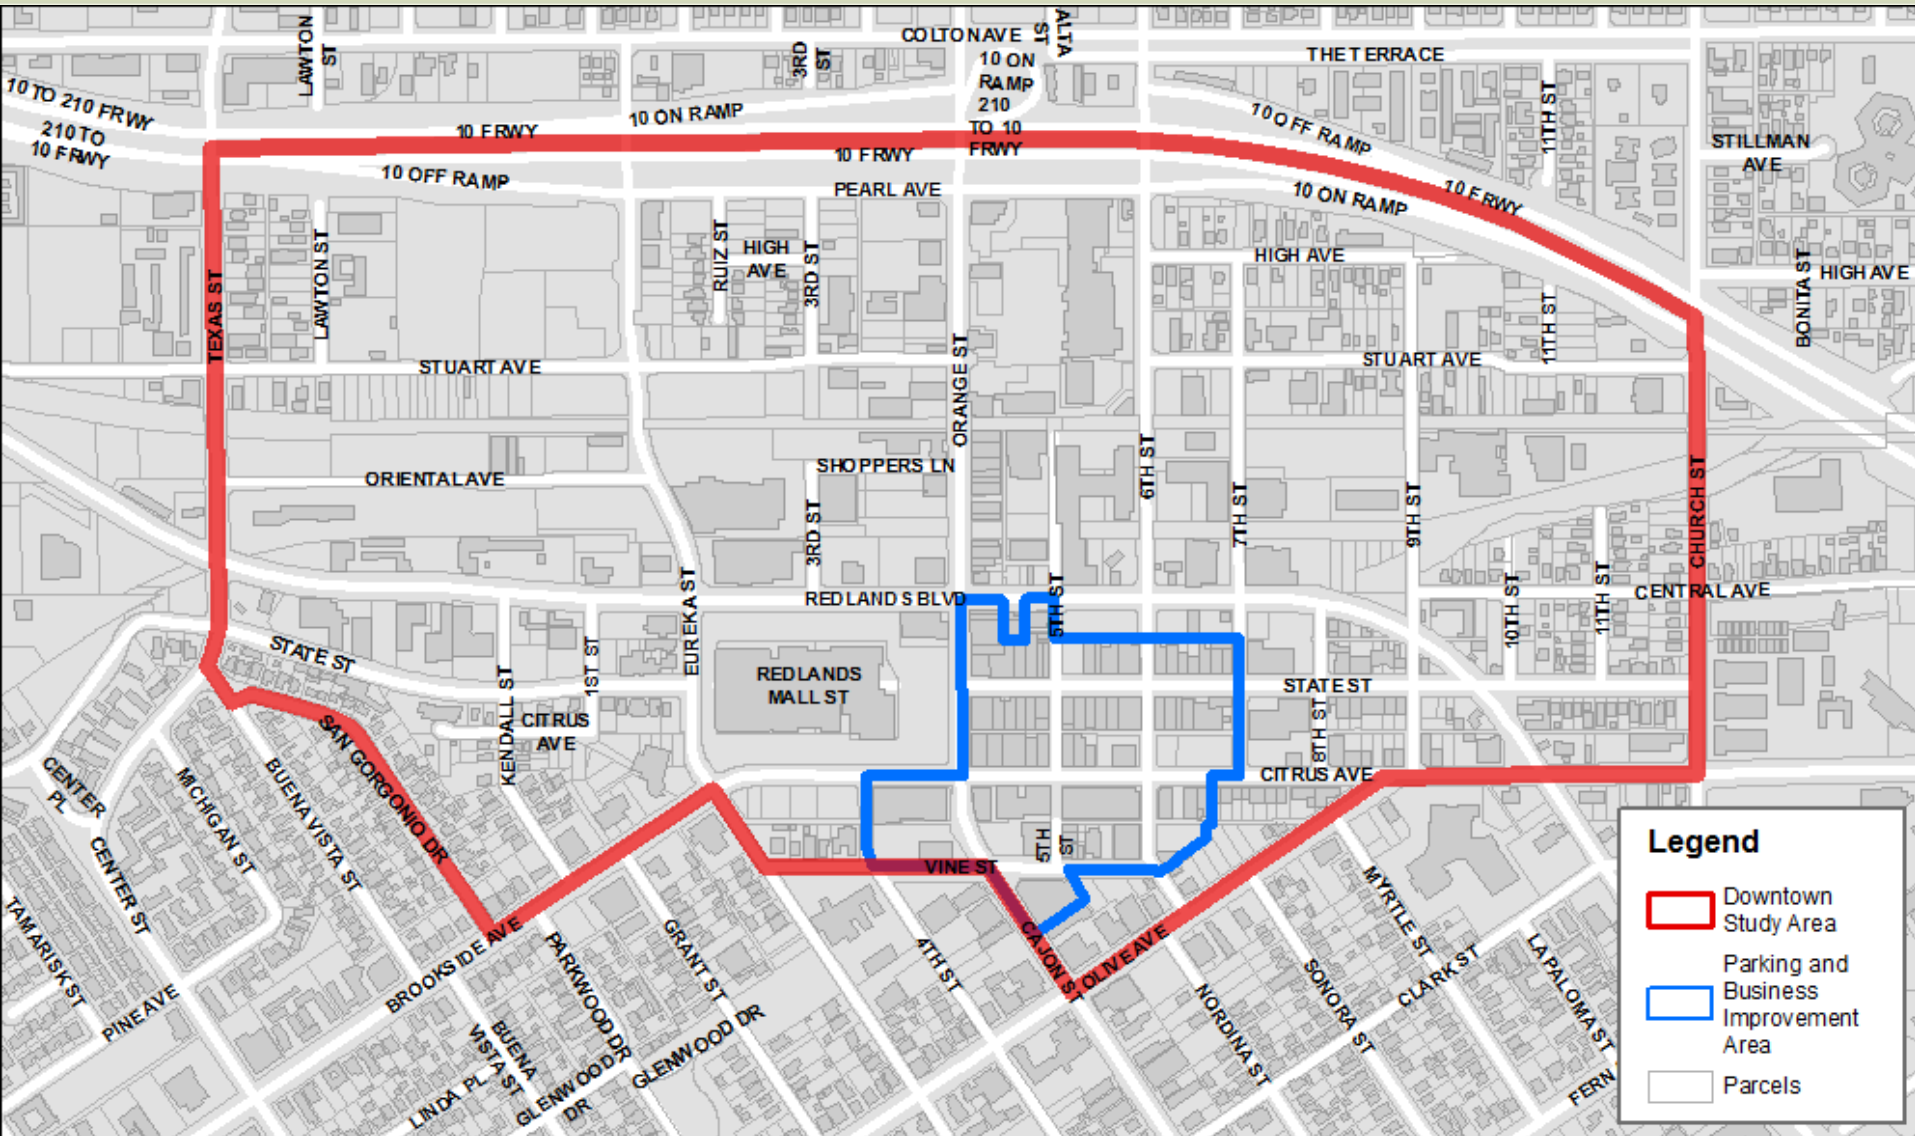 LAWTON
ST
3RD
ST
COLTON AVE
ALTA
ST
THE TERRACE
10 ON
RAMP
210
TO 10
FRWY
10 TO 210 FRWY
210 TO
10 FRWY
10 FRWY
10 ON RAMP
10 FRWY
10 OFF RAMP
11TH ST
STILLMAN
AVE
10 OFF RAMP
PEARL AVE
10 ON RAMP
10 FRWY
TEXAS ST
LAWTON ST
RUIZ ST
HIGH
AVE
3RD ST
HIGH AVE
BONITA ST
HIGH AVE
11TH ST
STUART AVE
ORANGE ST
STUART AVE
ORIENTAL AVE
SHOPPERS LN
3RD ST
6TH ST
7TH ST
9TH ST
CHURCH ST
EUREKA ST
REDLANDS BLVD
5TH ST
10TH ST
11TH ST
CENTRAL AVE
STATE ST
KENDALL ST
1ST ST
CITRUS
AVE
REDLANDS
MALL ST
STATE ST
8TH ST
CITRUS AVE
SAN GORGONIO DR
CENTER
PL
MICHIGAN ST
BUENA VISTA ST
CENTER ST
TAMARISK ST
PINE AVE
BROOKSIDE AVE
PARKWOOD DR
GRANT ST
VINE ST
5TH
ST
4TH ST
CAJON ST
OLIVE AVE
MYRTLE ST
CLARK ST
LA PALOMA ST
SONORA ST
NORDINA ST
BUENA
VISTA ST
LINDA PL
GLENWOOD
DR
GLENWOOD DR
FERN
Legend
Downtown
Study Area
Parking and
Business
Improvement
Area
Parcels